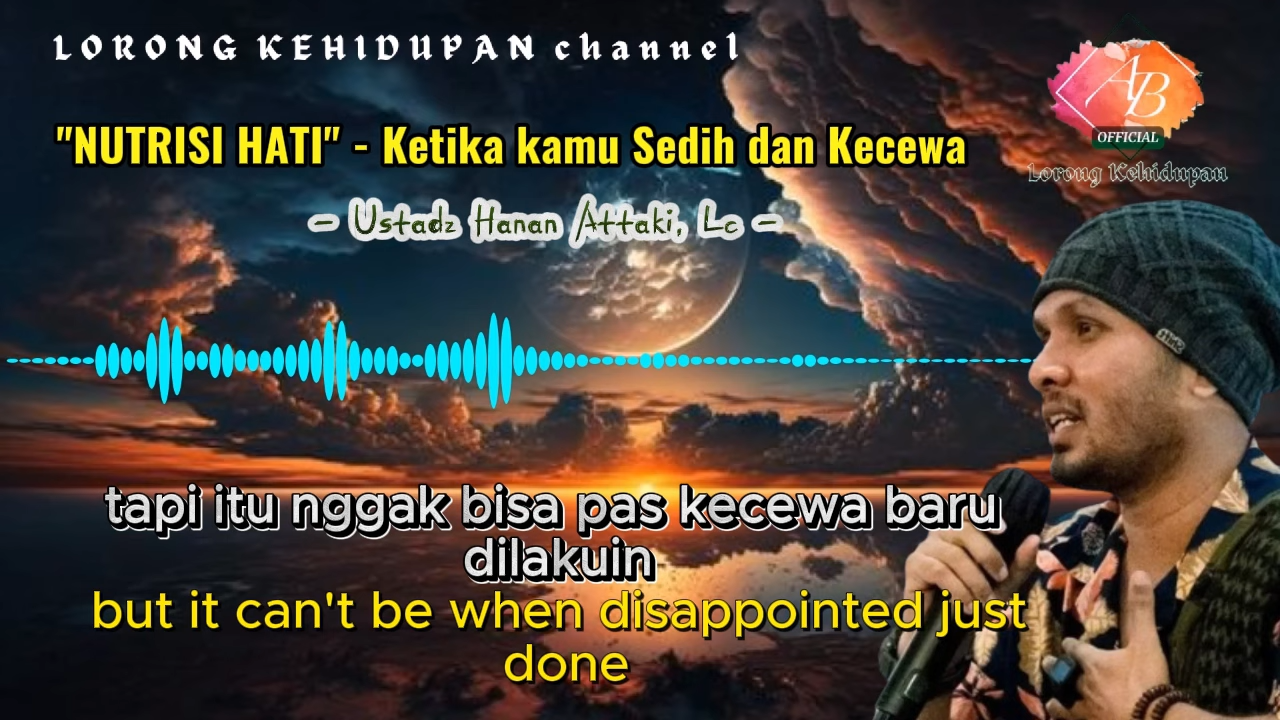 LORONG KEHIDUPAN channel
AB
OFFICIAL
Lorong Kehidupan
"NUTRISI HATI" - Ketika kamu Sedih dan Kecewa
- Ustadz Hanan Attaki, Lc -
tapi itu nggak bisa pas kecewa baru
dilakuin
but it can't be when disappointed just
done